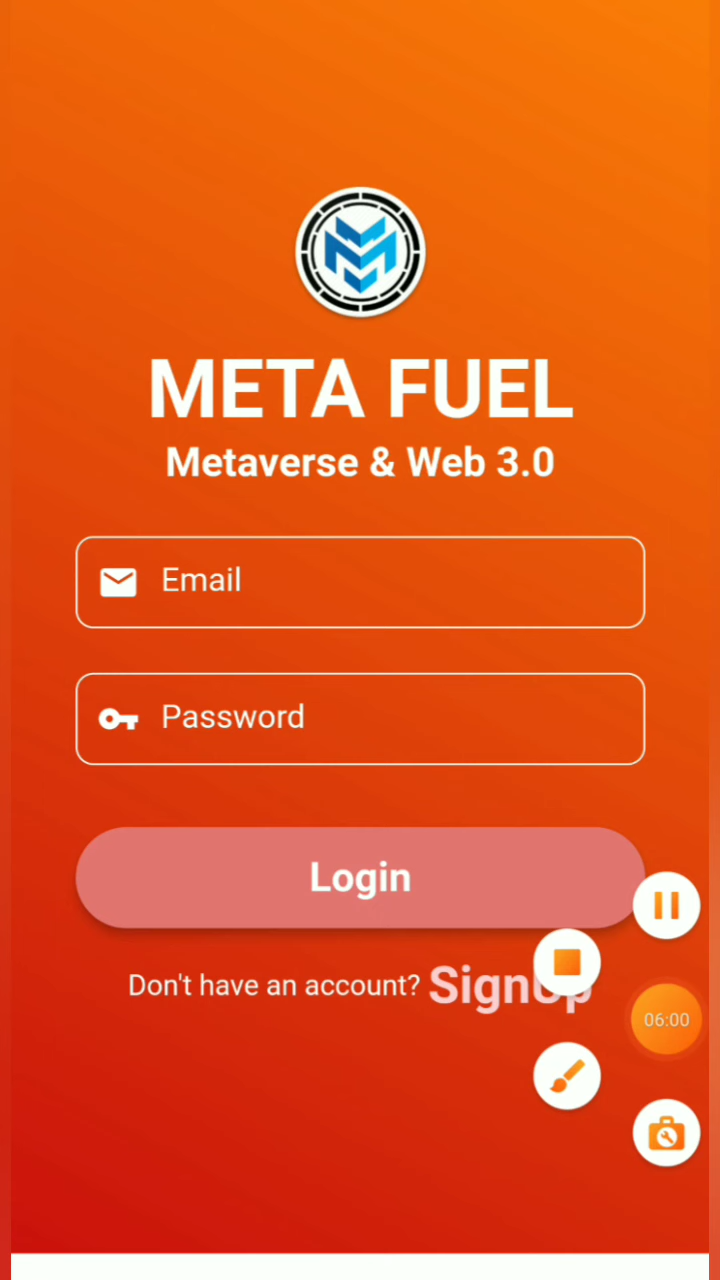 META FUEL
Metaverse & Web 3.0
Email
Password
Login
Don't have an account? SignUp
06:00